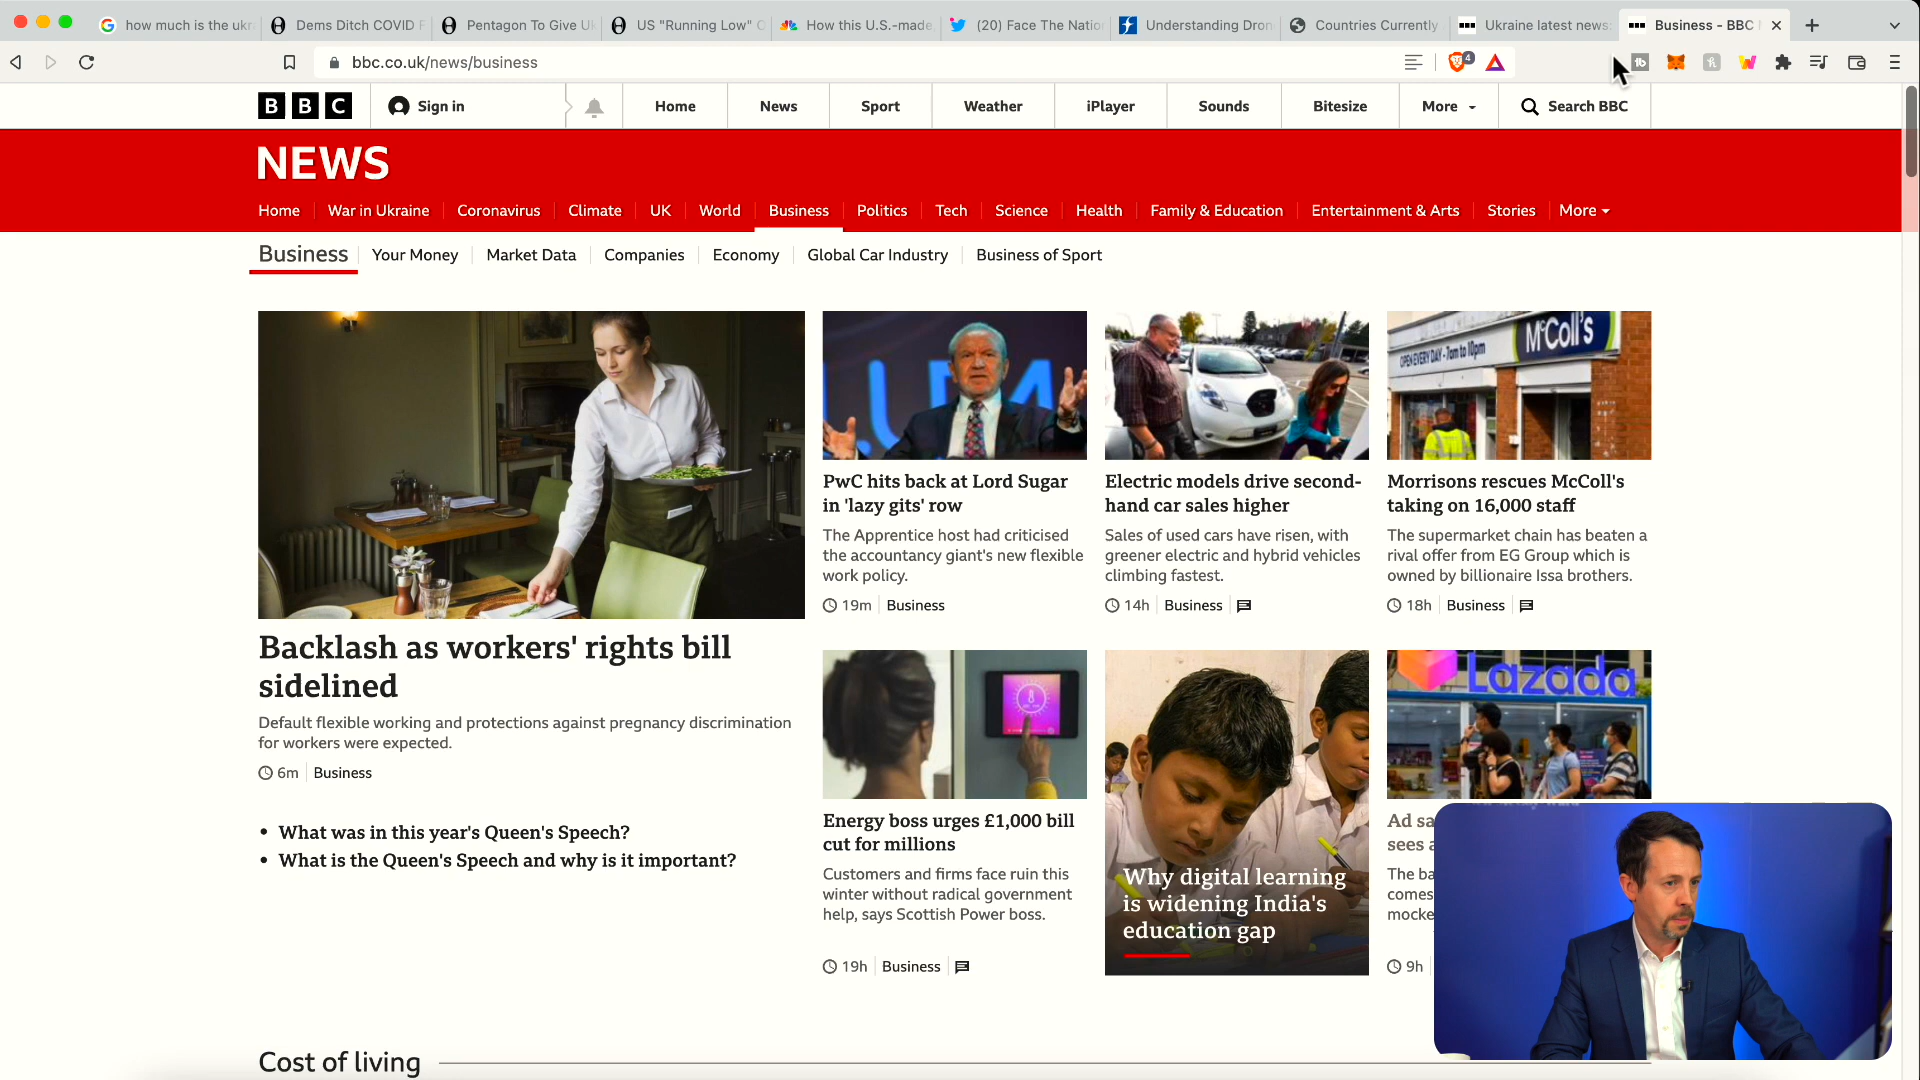 how much is the ukr
Dems Ditch COVID
Pentagon To Give U
US "Running Low"
How this U.S.-made
(20) Face The Natio
Understanding Dron
Countries Currently
Ukraine latest news:
Business - BBC
bbc.co.uk/news/business
4
BBC
Sign in
Home
News
Sport
Weather
iPlayer
Sounds
Bitesize
More
Search BBC
NEWS
Home
War in Ukraine
Coronavirus
Climate
UK
World
Business
Politics
Tech
Science
Health
Family & Education
Entertainment & Arts
Stories
More
Business
Your Money
Market Data
Companies
Economy
Global Car Industry
Business of Sport
Backlash as workers' rights bill
sidelined
Default flexible working and protections against pregnancy discrimination
for workers were expected.
6m
Business
• What was in this year's Queen's Speech?
• What is the Queen's Speech and why is it important?
PwC hits back at Lord Sugar
in 'lazy gits' row
The Apprentice host had criticised
the accountancy giant's new flexible
work policy.
19m
Business
Electric models drive second-
hand car sales higher
Sales of used cars have risen, with
greener electric and hybrid vehicles
climbing fastest.
14h
Business
OPEN EVERY DAY - 7am to 10pm
McColl's
Morrisons rescues McColl's
taking on 16,000 staff
The supermarket chain has beaten a
rival offer from EG Group which is
owned by billionaire Issa brothers.
18h
Business
Energy boss urges £1,000 bill
cut for millions
Customers and firms face ruin this
winter without radical government
help, says Scottish Power boss.
19h
Business
Why digital learning
is widening India's
education gap
Lazada
Ad sa
sees a
The ba
comes
mocke
9h
Cost of living